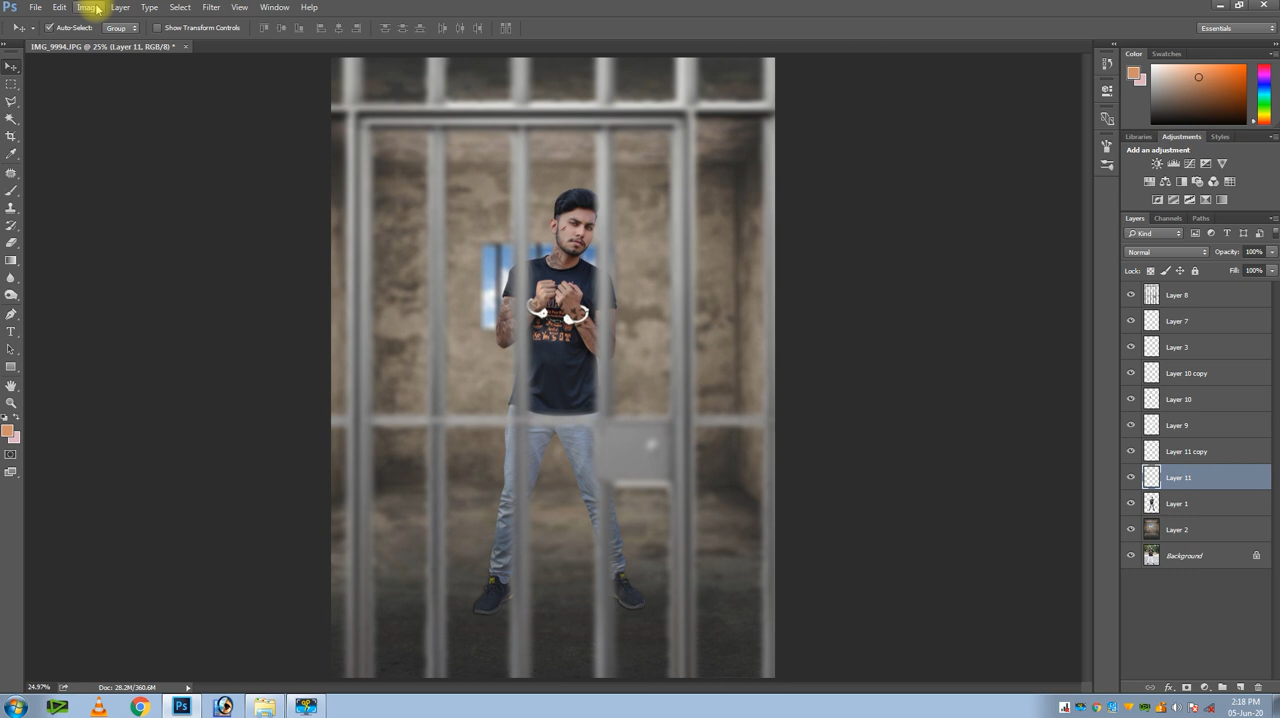 Ps File Edit Image Layer Type Select Filter View Window Help
Auto-Select: Group Show Transform Controls Essentials
IMG_9994.JPG @ 25% (Layer 11, RGB/8) * ×
Color Swatches
Libraries Adjustments Styles
Add an adjustment
Layers Channels Paths
Kind
Normal Opacity: 100%
Lock: Fill: 100%
Layer 8
Layer 7
Layer 3
Layer 10 copy
Layer 10
Layer 9
Layer 11 copy
Layer 11
Layer 1
Layer 2
Background
24.97% Doc: 28.2M/360.6M
fx
Ps
2:18 PM
05-Jun-20